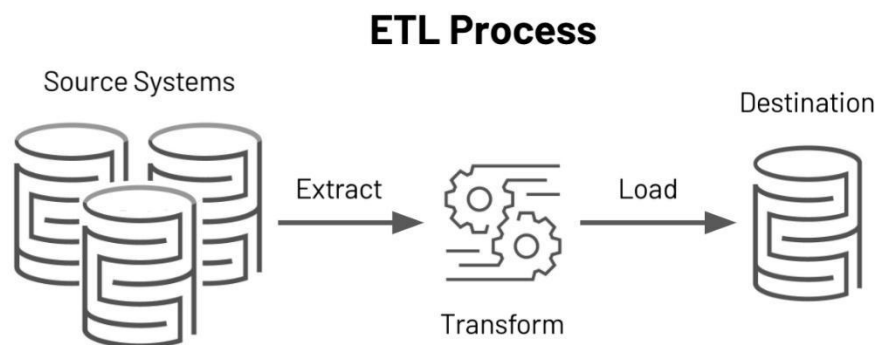 ETL Process
Source Systems
Destination
Extract
Load
Transform